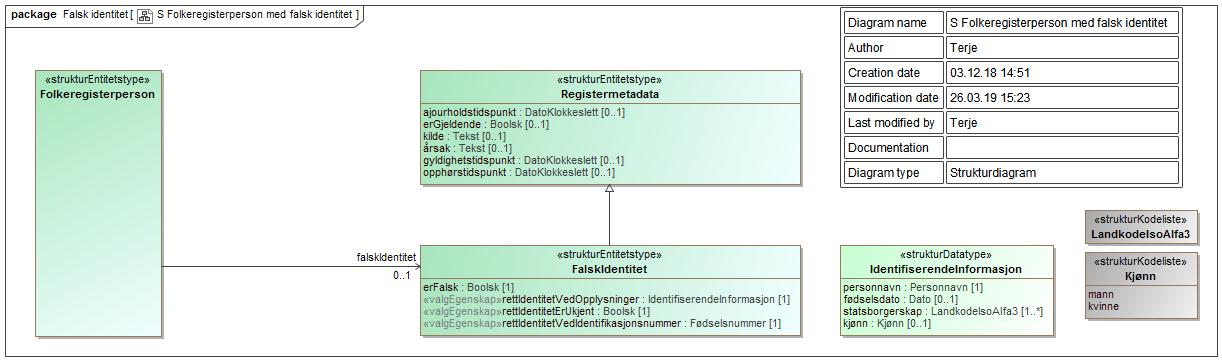 package Falsk identitet [ S Folkeregisterperson med falsk identitet ]
Diagram name S Folkeregisterperson med falsk identitet
Author Terje
Creation date 03.12.18 14:51
Modification date 26.03.19 15:23
Last modified by Terje
Documentation
Diagram type Strukturdiagram
«strukturEntitetstype»
Folkeregisterperson
«strukturEntitetstype»
Registermetadata
ajourholdstidspunkt : DatoKlokkeslett [0..1]
erGjeldende : Boolsk [0..1]
kilde : Tekst [0..1]
årsak : Tekst [0..1]
gyldighetstidspunkt : DatoKlokkeslett [0..1]
opphørstidspunkt : DatoKlokkeslett [0..1]
falskIdentitet
0..1
«strukturEntitetstype»
FalskIdentitet
erFalsk : Boolsk [1]
«valgEgenskap»rettIdentitetVedOpplysninger : IdentifiserendeInformasjon [1]
«valgEgenskap»rettIdentitetErUkjent : Boolsk [1]
«valgEgenskap»rettIdentitetVedIdentifikasjonsnummer : Fødselsnummer [1]
«strukturDatatype»
IdentifiserendeInformasjon
personnavn : Personnavn [1]
fødselsdato : Dato [0..1]
statsborgerskap : LandkodeIsoAlfa3 [1..*]
kjønn : Kjønn [0..1]
«strukturKodeliste»
LandkodeIsoAlfa3
«strukturKodeliste»
Kjønn
mann
kvinne